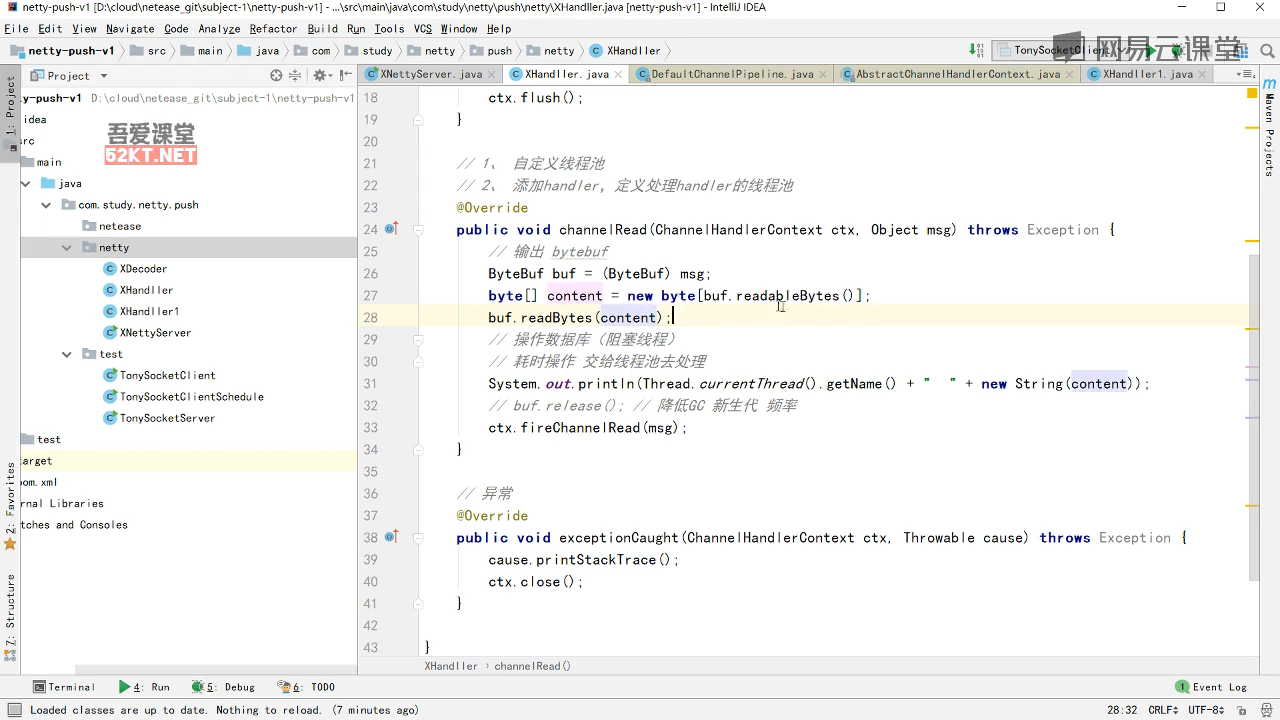 netty-push-v1 [D:\cloud\netease_git\subject-1\netty-push-v1] - ...\src\main\java\com\study\netty\push\netty\XHandller.java [netty-push-v1] - IntelliJ IDEA
File Edit View Navigate Code Analyze Refactor Build Run Tools VCS Window Help
netty-push-v1 src main java com study netty push netty XHandller TonySocketClient
网易云课堂
Project XNettyServer.java XHandller.java DefaultChannelPipeline.java AbstractChannelHandlerContext.java XHandller1.java
tty-push-v1 D:\cloud\netease_git\subject-1\netty-push-v1
idea
吾爱课堂
52KT.NET
src
main
java
com.study.netty.push
netease
netty
XDecoder
XHandller
XHandller1
XNettyServer
test
TonySocketClient
TonySocketClientSchedule
TonySocketServer
test
target
pom.xml
rnal Libraries
tches and Consoles
1: Project
2: Favorites
7: Structure
18 ctx.flush();
19 }
20
21 // 1、 自定义线程池
22 // 2、 添加handler，定义处理handler的线程池
23 @Override
24 public void channelRead(ChannelHandlerContext ctx, Object msg) throws Exception {
25 // 输出 bytebuf
26 ByteBuf buf = (ByteBuf) msg;
27 byte[] content = new byte[buf.readableBytes()];
28 buf.readBytes(content);
29 // 操作数据库（阻塞线程）
30 // 耗时操作 交给线程池去处理
31 System.out.println(Thread.currentThread().getName() + "  " + new String(content));
32 // buf.release(); // 降低GC 新生代 频率
33 ctx.fireChannelRead(msg);
34 }
35
36 // 异常
37 @Override
38 public void exceptionCaught(ChannelHandlerContext ctx, Throwable cause) throws Exception {
39 cause.printStackTrace();
40 ctx.close();
41 }
42
43 }
XHandller › channelRead()
Maven Projects
Terminal 4: Run 5: Debug 6: TODO 1 Event Log
Loaded classes are up to date. Nothing to reload. (7 minutes ago) 28:32 CRLF UTF-8